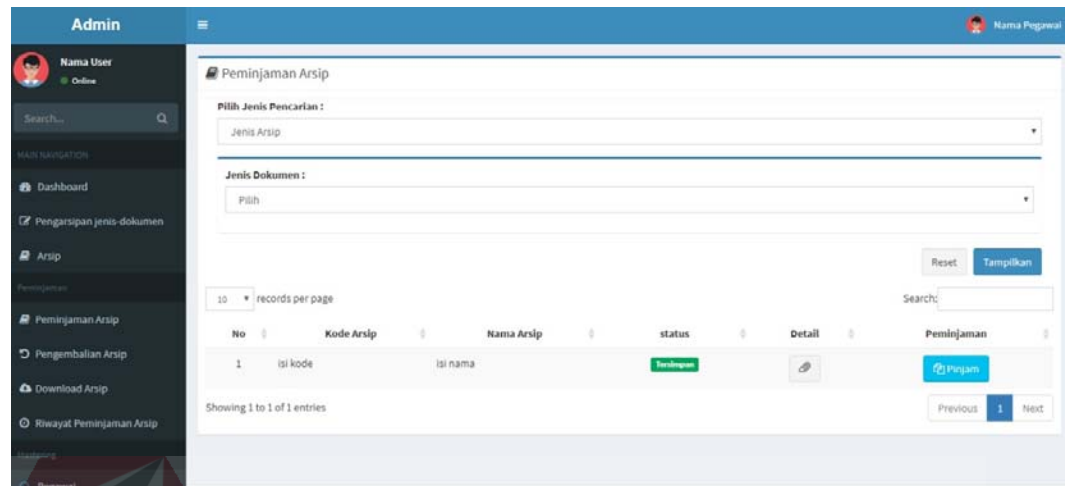 Admin
Nama Pegawai
Nama User
Online
Search...
MAIN NAVIGATION
Dashboard
Pengarsipan jenis-dokumen
Arsip
Peminjaman
Peminjaman Arsip
Pengembalian Arsip
Download Arsip
Riwayat Peminjaman Arsip
Peminjaman Arsip
Pilih Jenis Pencarian :
Jenis Arsip
Jenis Dokumen :
Pilih
Reset Tampilkan
10 records per page Search:
No Kode Arsip Nama Arsip status Detail Peminjaman
1 isi kode isi nama Tersimpan Pinjam
Showing 1 to 1 of 1 entries
Previous 1 Next